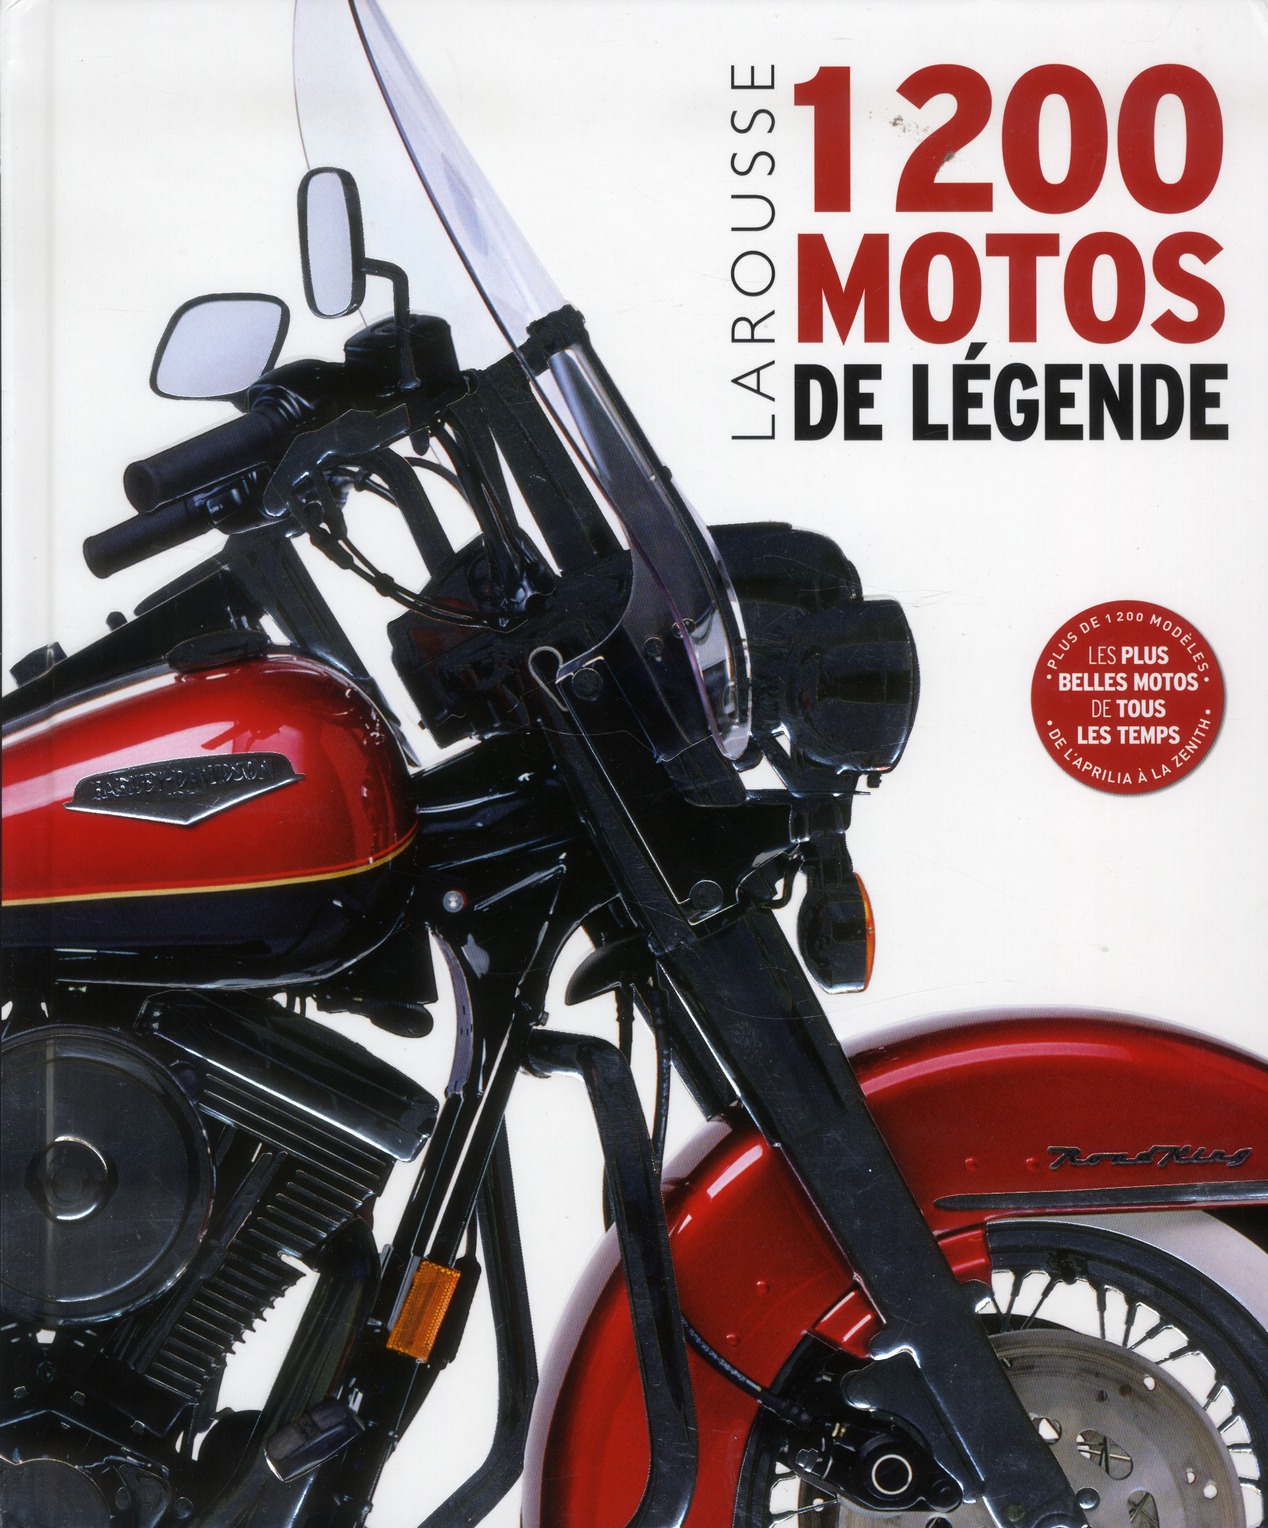 LAROUSSE
1200
MOTOS
DE LÉGENDE
• PLUS DE 1200 MODÈLES •
LES PLUS
BELLES MOTOS
DE TOUS
LES TEMPS
• DE L'APRILIA À LA ZENITH •
HARLEY-DAVIDSON
Road King